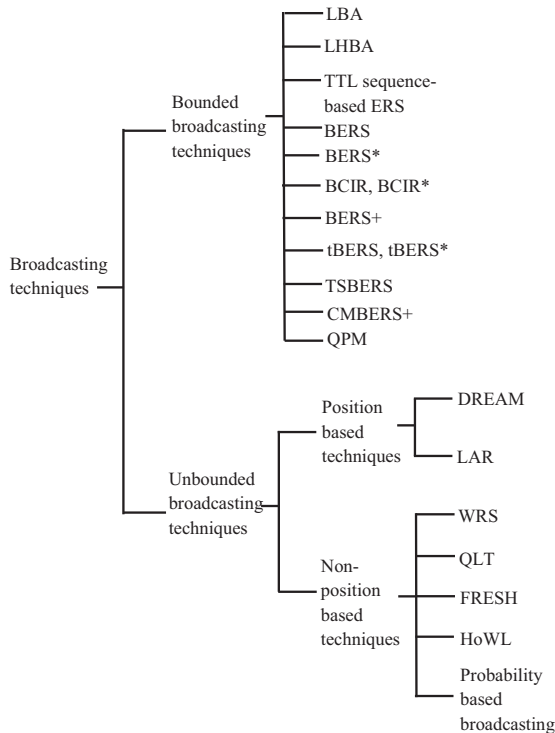 Broadcasting
techniques
Bounded
broadcasting
techniques
LBA
LHBA
TTL sequence-
based ERS
BERS
BERS*
BCIR, BCIR*
BERS+
tBERS, tBERS*
TSBERS
CMBERS+
QPM
Unbounded
broadcasting
techniques
Position
based
techniques
DREAM
LAR
Non-
position
based
techniques
WRS
QLT
FRESH
HoWL
Probability
based
broadcasting